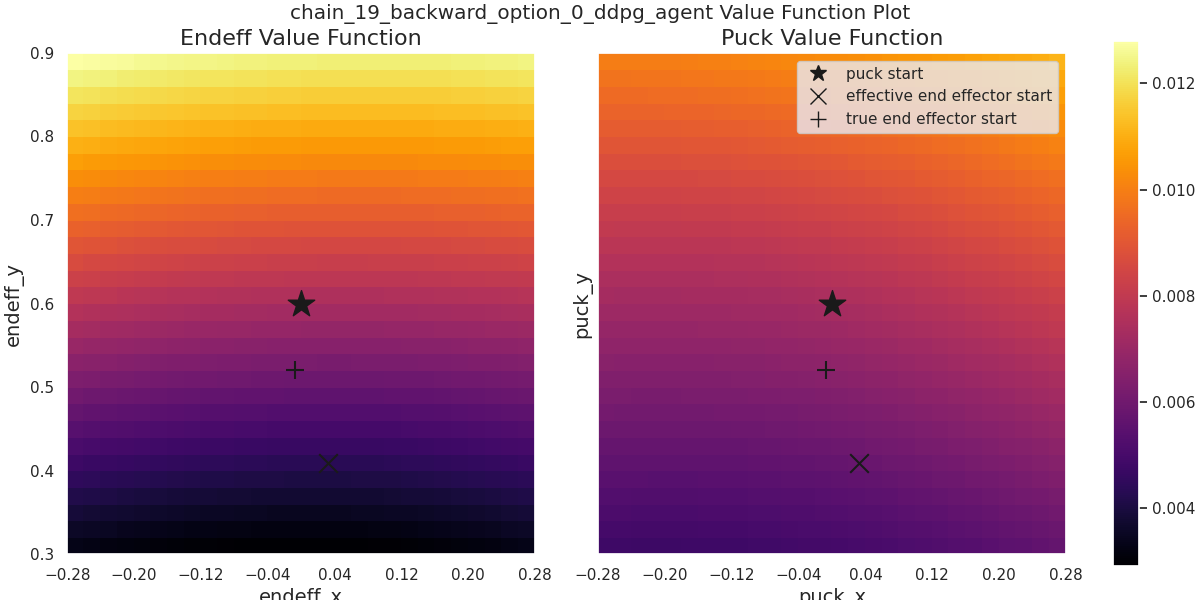 chain_19_backward_option_0_ddpg_agent Value Function Plot
Endeff Value Function
Puck Value Function
puck start
effective end effector start
true end effector start
endeff_y
0.9
0.8
0.7
0.6
0.5
0.4
0.3
−0.28 −0.20 −0.12 −0.04 0.04 0.12 0.20 0.28
endeff_x
puck_y
−0.28 −0.20 −0.12 −0.04 0.04 0.12 0.20 0.28
puck_x
0.012
0.010
0.008
0.006
0.004